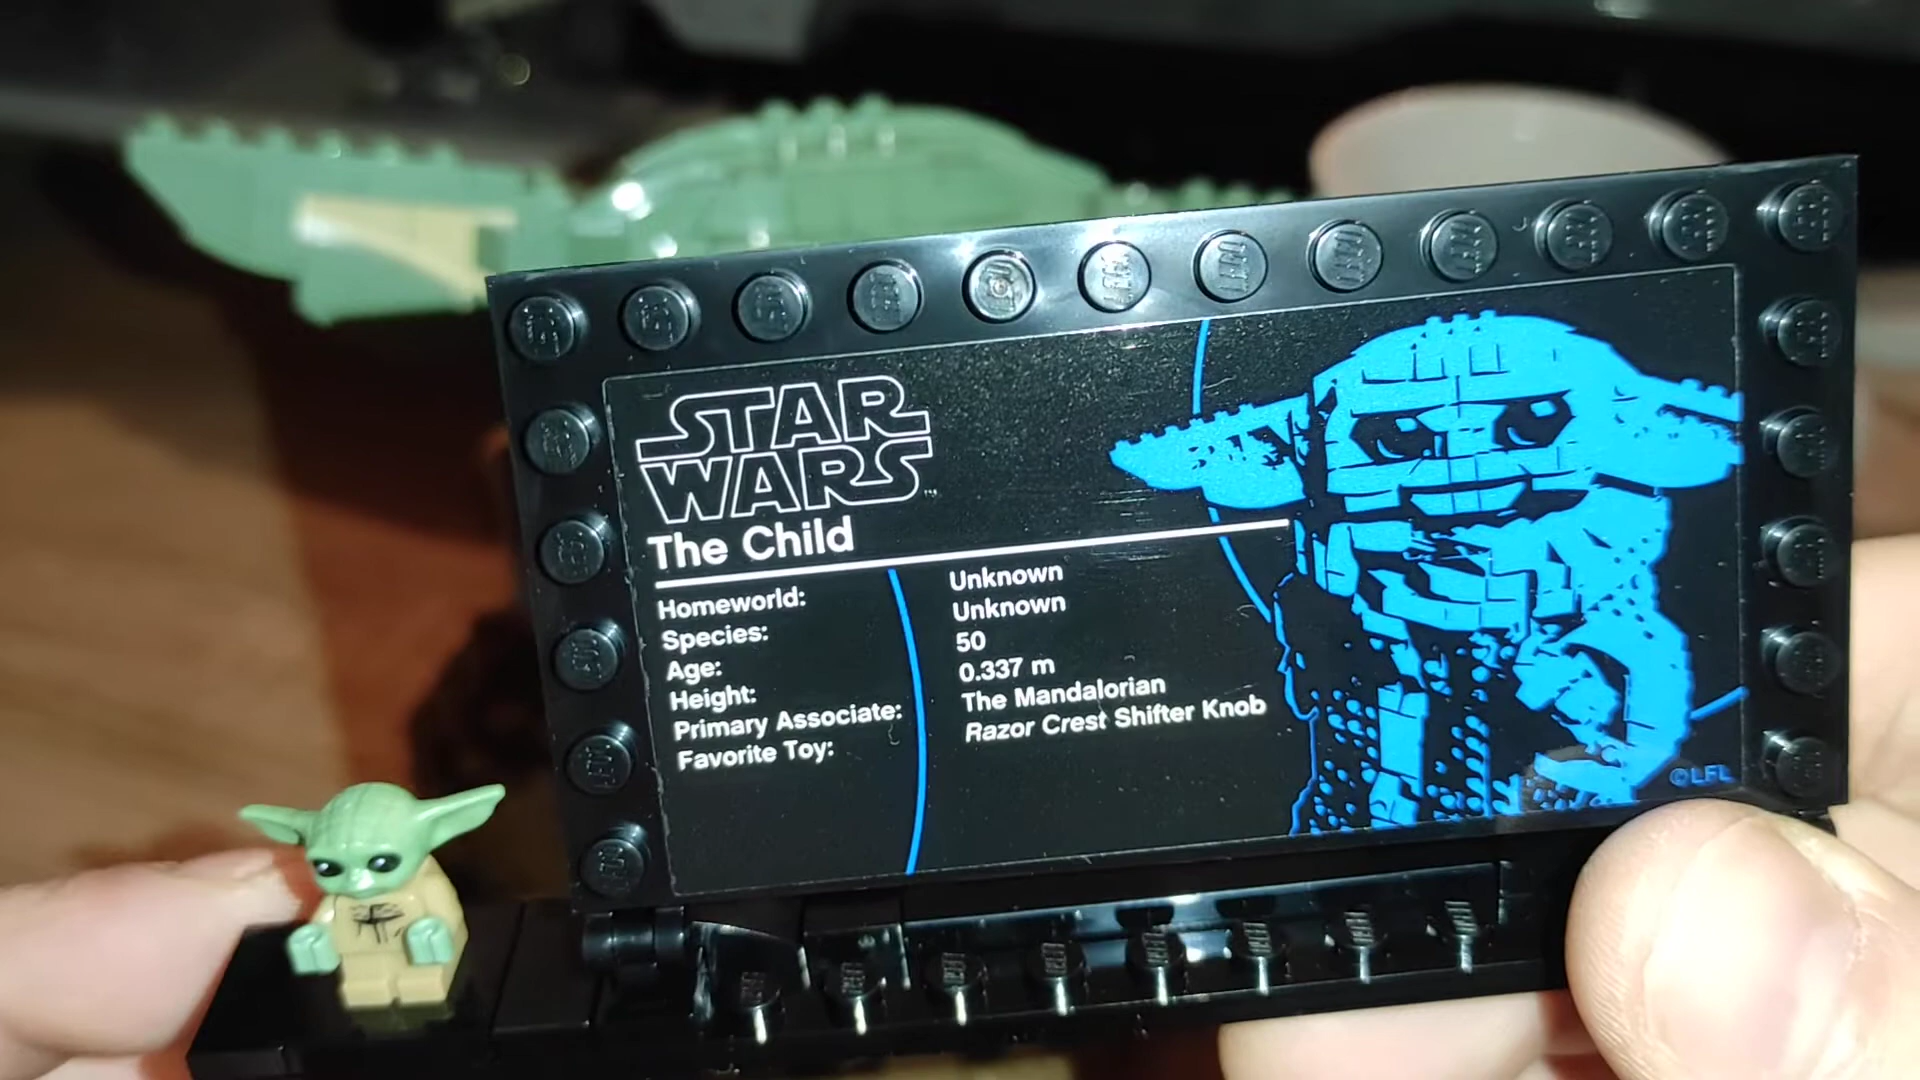 STAR
WARS™
The Child
Homeworld: Unknown
Species: Unknown
Age: 50
Height: 0.337 m
Primary Associate: The Mandalorian
Favorite Toy: Razor Crest Shifter Knob
©LFL